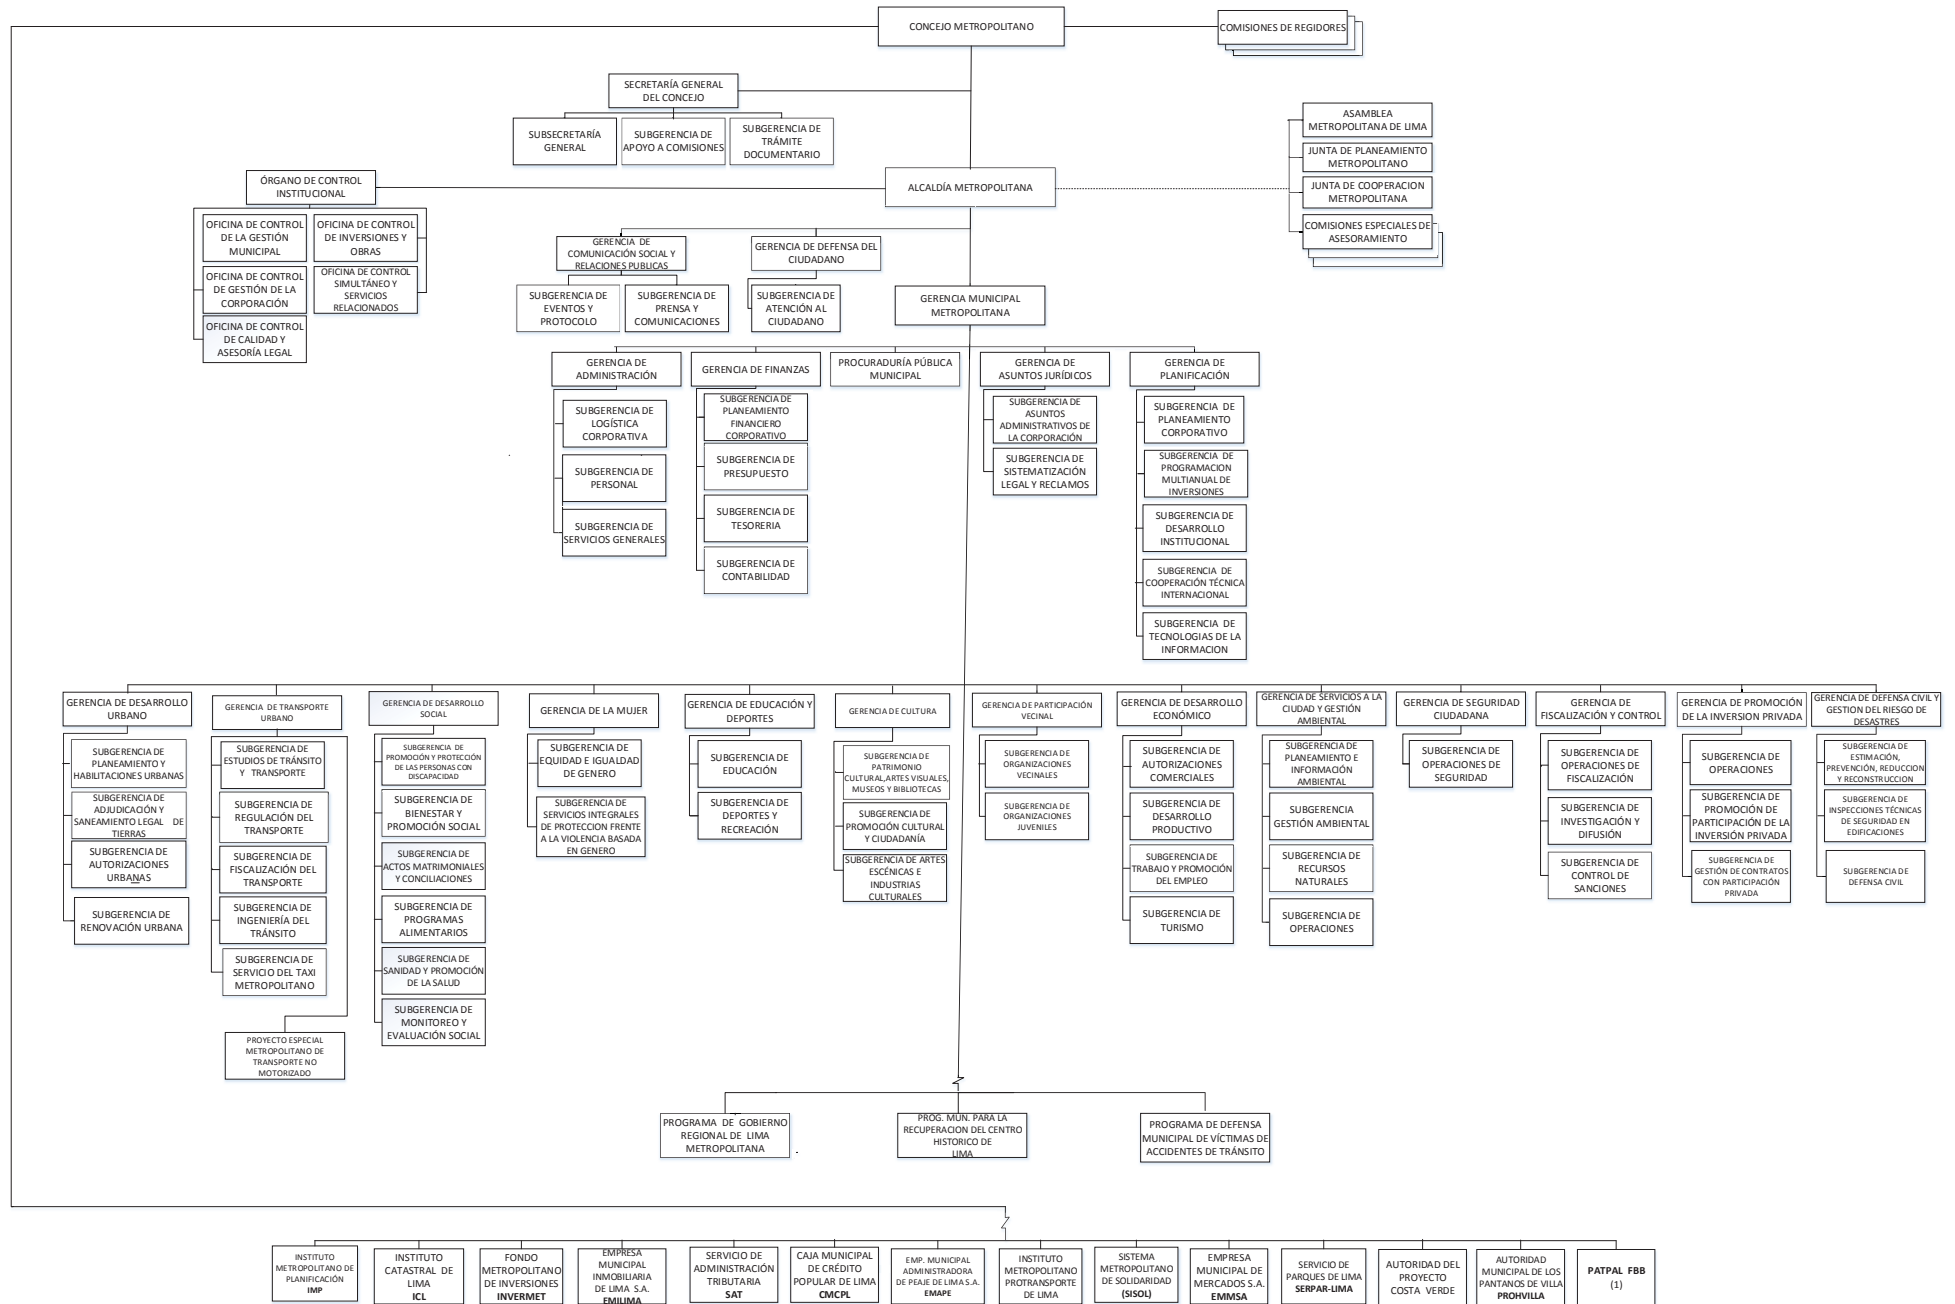 CONCEJO METROPOLITANO
COMISIONES DE REGIDORES
SECRETARÍA GENERAL
DEL CONCEJO
SUBSECRETARÍA
GENERAL
SUBGERENCIA DE
APOYO A COMISIONES
SUBGERENCIA DE
TRÁMITE
DOCUMENTARIO
ASAMBLEA
METROPOLITANA DE LIMA
JUNTA DE PLANEAMIENTO
METROPOLITANO
JUNTA DE COOPERACION
METROPOLITANA
COMISIONES ESPECIALES DE
ASESORAMIENTO
ÓRGANO DE CONTROL
INSTITUCIONAL
ALCALDÍA METROPOLITANA
OFICINA DE CONTROL
DE LA GESTIÓN
MUNICIPAL
OFICINA DE CONTROL
DE INVERSIONES Y
OBRAS
OFICINA DE CONTROL
DE GESTIÓN DE LA
CORPORACIÓN
OFICINA DE CONTROL
SIMULTÁNEO Y
SERVICIOS
RELACIONADOS
OFICINA DE CONTROL
DE CALIDAD Y
ASESORÍA LEGAL
GERENCIA DE
COMUNICACIÓN SOCIAL Y
RELACIONES PUBLICAS
GERENCIA DE DEFENSA DEL
CIUDADANO
SUBGERENCIA DE
EVENTOS Y
PROTOCOLO
SUBGERENCIA DE
PRENSA Y
COMUNICACIONES
SUBGERENCIA DE
ATENCIÓN AL
CIUDADANO
GERENCIA MUNICIPAL
METROPOLITANA
GERENCIA DE
ADMINISTRACIÓN
GERENCIA DE FINANZAS
PROCURADURÍA PÚBLICA
MUNICIPAL
GERENCIA DE
ASUNTOS JURÍDICOS
GERENCIA DE
PLANIFICACIÓN
SUBGERENCIA DE
LOGÍSTICA
CORPORATIVA
SUBGERENCIA DE
PERSONAL
SUBGERENCIA DE
SERVICIOS GENERALES
SUBGERENCIA DE
PLANEAMIENTO
FINANCIERO
CORPORATIVO
SUBGERENCIA DE
PRESUPUESTO
SUBGERENCIA DE
TESORERIA
SUBGERENCIA DE
CONTABILIDAD
SUBGERENCIA DE
ASUNTOS
ADMINISTRATIVOS DE
LA CORPORACIÓN
SUBGERENCIA DE
SISTEMATIZACIÓN
LEGAL Y RECLAMOS
SUBGERENCIA DE
PLANEAMIENTO
CORPORATIVO
SUBGERENCIA DE
PROGRAMACION
MULTIANUAL DE
INVERSIONES
SUBGERENCIA DE
DESARROLLO
INSTITUCIONAL
SUBGERENCIA DE
COOPERACIÓN TÉCNICA
INTERNACIONAL
SUBGERENCIA DE
TECNOLOGIAS DE LA
INFORMACION
GERENCIA DE DESARROLLO
URBANO
SUBGERENCIA DE
PLANEAMIENTO Y
HABILITACIONES URBANAS
SUBGERENCIA DE
ADJUDICACIÓN Y
SANEAMIENTO LEGAL DE
TIERRAS
SUBGERENCIA DE
AUTORIZACIONES
URBANAS
SUBGERENCIA DE
RENOVACIÓN URBANA
GERENCIA DE TRANSPORTE
URBANO
SUBGERENCIA DE
ESTUDIOS DE TRÁNSITO
Y TRANSPORTE
SUBGERENCIA DE
REGULACIÓN DEL
TRANSPORTE
SUBGERENCIA DE
FISCALIZACIÓN DEL
TRANSPORTE
SUBGERENCIA DE
INGENIERÍA DEL
TRÁNSITO
SUBGERENCIA DE
SERVICIO DEL TAXI
METROPOLITANO
PROYECTO ESPECIAL
METROPOLITANO DE
TRANSPORTE NO
MOTORIZADO
GERENCIA DE DESARROLLO
SOCIAL
SUBGERENCIA DE
PROMOCIÓN Y PROTECCIÓN
DE LAS PERSONAS CON
DISCAPACIDAD
SUBGERENCIA DE
BIENESTAR Y
PROMOCIÓN SOCIAL
SUBGERENCIA DE
ACTOS MATRIMONIALES
Y CONCILIACIONES
SUBGERENCIA DE
PROGRAMAS
ALIMENTARIOS
SUBGERENCIA DE
SANIDAD Y PROMOCIÓN
DE LA SALUD
SUBGERENCIA DE
MONITOREO Y
EVALUACIÓN SOCIAL
GERENCIA DE LA MUJER
SUBGERENCIA DE
EQUIDAD E IGUALDAD
DE GENERO
SUBGERENCIA DE
SERVICIOS INTEGRALES
DE PROTECCION FRENTE
A LA VIOLENCIA BASADA
EN GENERO
GERENCIA DE EDUCACIÓN Y
DEPORTES
SUBGERENCIA DE
EDUCACIÓN
SUBGERENCIA DE
DEPORTES Y
RECREACIÓN
GERENCIA DE CULTURA
SUBGERENCIA DE
PATRIMONIO
CULTURAL,ARTES VISUALES,
MUSEOS Y BIBLIOTECAS
SUBGERENCIA DE
PROMOCIÓN CULTURAL
Y CIUDADANÍA
SUBGERENCIA DE ARTES
ESCÉNICAS E
INDUSTRIAS
CULTURALES
GERENCIA DE PARTICIPACIÓN
VECINAL
SUBGERENCIA DE
ORGANIZACIONES
VECINALES
SUBGERENCIA DE
ORGANIZACIONES
JUVENILES
GERENCIA DE DESARROLLO
ECONÓMICO
SUBGERENCIA DE
AUTORIZACIONES
COMERCIALES
SUBGERENCIA DE
DESARROLLO
PRODUCTIVO
SUBGERENCIA DE
TRABAJO Y PROMOCIÓN
DEL EMPLEO
SUBGERENCIA DE
TURISMO
GERENCIA DE SERVICIOS A LA
CIUDAD Y GESTIÓN
AMBIENTAL
SUBGERENCIA DE
PLANEAMIENTO E
INFORMACIÓN
AMBIENTAL
SUBGERENCIA
GESTIÓN AMBIENTAL
SUBGERENCIA DE
RECURSOS
NATURALES
SUBGERENCIA DE
OPERACIONES
GERENCIA DE SEGURIDAD
CIUDADANA
SUBGERENCIA DE
OPERACIONES DE
SEGURIDAD
GERENCIA DE
FISCALIZACIÓN Y CONTROL
SUBGERENCIA DE
OPERACIONES DE
FISCALIZACIÓN
SUBGERENCIA DE
INVESTIGACIÓN Y
DIFUSIÓN
SUBGERENCIA DE
CONTROL DE
SANCIONES
GERENCIA DE PROMOCIÓN
DE LA INVERSION PRIVADA
SUBGERENCIA DE
OPERACIONES
SUBGERENCIA DE
PROMOCIÓN DE
PARTICIPACIÓN DE LA
INVERSIÓN PRIVADA
SUBGERENCIA DE
GESTIÓN DE CONTRATOS
CON PARTICIPACIÓN
PRIVADA
GERENCIA DE DEFENSA CIVIL Y
GESTION DEL RIESGO DE
DESASTRES
SUBGERENCIA DE
ESTIMACIÓN,
PREVENCIÓN, REDUCCION
Y RECONSTRUCCION
SUBGERENCIA DE
INSPECCIONES TÉCNICAS
DE SEGURIDAD EN
EDIFICACIONES
SUBGERENCIA DE
DEFENSA CIVIL
PROGRAMA DE GOBIERNO
REGIONAL DE LIMA
METROPOLITANA
PROG. MUN. PARA LA
RECUPERACION DEL CENTRO
HISTORICO DE
LIMA
PROGRAMA DE DEFENSA
MUNICIPAL DE VÍCTIMAS DE
ACCIDENTES DE TRÁNSITO
INSTITUTO
METROPOLITANO DE
PLANIFICACIÓN
IMP
INSTITUTO
CATASTRAL DE
LIMA
ICL
FONDO
METROPOLITANO
DE INVERSIONES
INVERMET
EMPRESA
MUNICIPAL
INMOBILIARIA
DE LIMA S.A.
EMILIMA
SERVICIO DE
ADMINISTRACIÓN
TRIBUTARIA
SAT
CAJA MUNICIPAL
DE CRÉDITO
POPULAR DE LIMA
CMCPL
EMP. MUNICIPAL
ADMINISTRADORA
DE PEAJE DE LIMA S.A.
EMAPE
INSTITUTO
METROPOLITANO
PROTRANSPORTE
DE LIMA
SISTEMA
METROPOLITANO
DE SOLIDARIDAD
(SISOL)
EMPRESA
MUNICIPAL DE
MERCADOS S.A.
EMMSA
SERVICIO DE
PARQUES DE LIMA
SERPAR-LIMA
AUTORIDAD DEL
PROYECTO
COSTA VERDE
AUTORIDAD
MUNICIPAL DE LOS
PANTANOS DE VILLA
PROHVILLA
PATPAL FBB
(1)